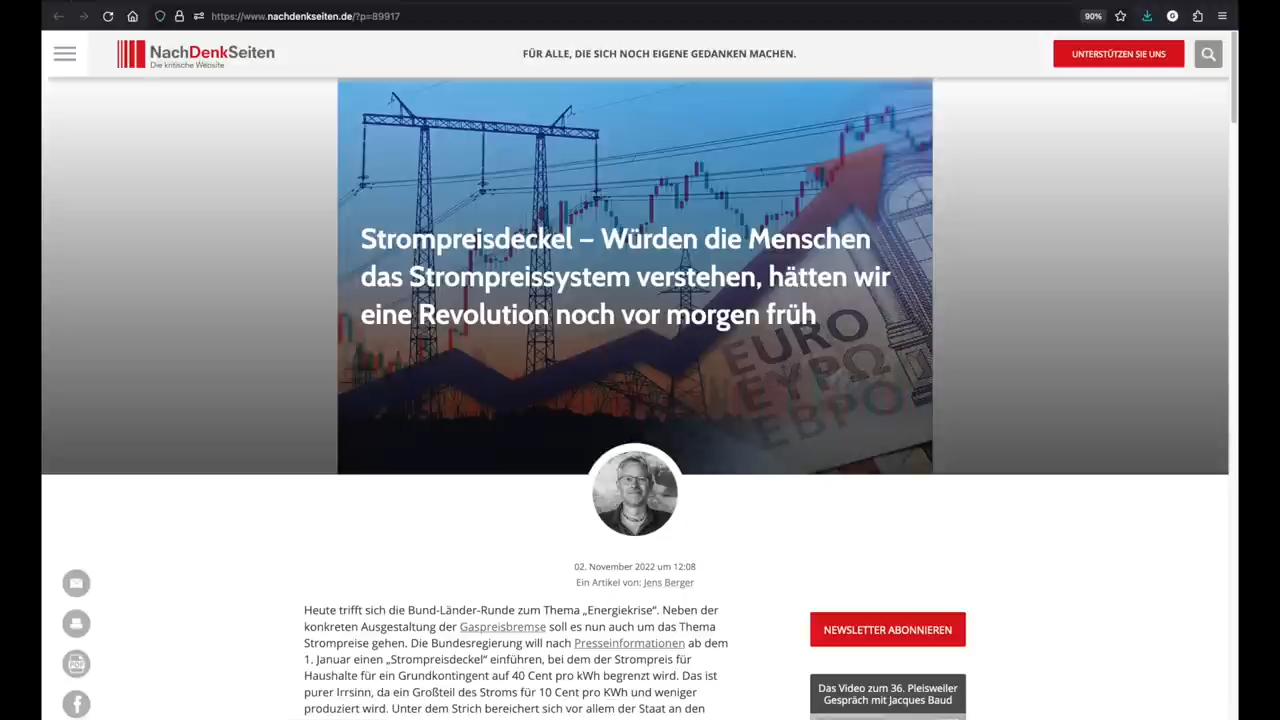 https://www.nachdenkseiten.de/?p=89917
90%
NachDenkSeiten
Die kritische Website
FÜR ALLE, DIE SICH NOCH EIGENE GEDANKEN MACHEN.
UNTERSTÜTZEN SIE UNS
Strompreisdeckel – Würden die Menschen
das Strompreissystem verstehen, hätten wir
eine Revolution noch vor morgen früh
EURO
ΕΥΡΩ
ЕВРО
02. November 2022 um 12:08
Ein Artikel von: Jens Berger
Heute trifft sich die Bund-Länder-Runde zum Thema „Energiekrise“. Neben der
konkreten Ausgestaltung der Gaspreisbremse soll es nun auch um das Thema
Strompreise gehen. Die Bundesregierung will nach Presseinformationen ab dem
1. Januar einen „Strompreisdeckel“ einführen, bei dem der Strompreis für
Haushalte für ein Grundkontingent auf 40 Cent pro kWh begrenzt wird. Das ist
purer Irrsinn, da ein Großteil des Stroms für 10 Cent pro KWh und weniger
produziert wird. Unter dem Strich bereichert sich vor allem der Staat an den
PDF
NEWSLETTER ABONNIEREN
Das Video zum 36. Pleisweiler
Gespräch mit Jacques Baud